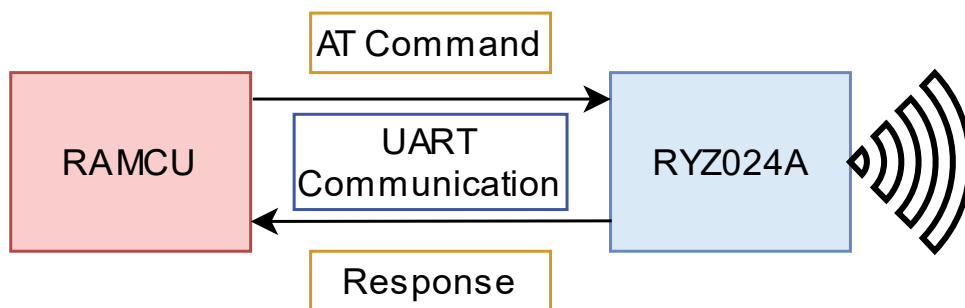 AT Command
RAMCU
UART
Communication
RYZ024A
Response